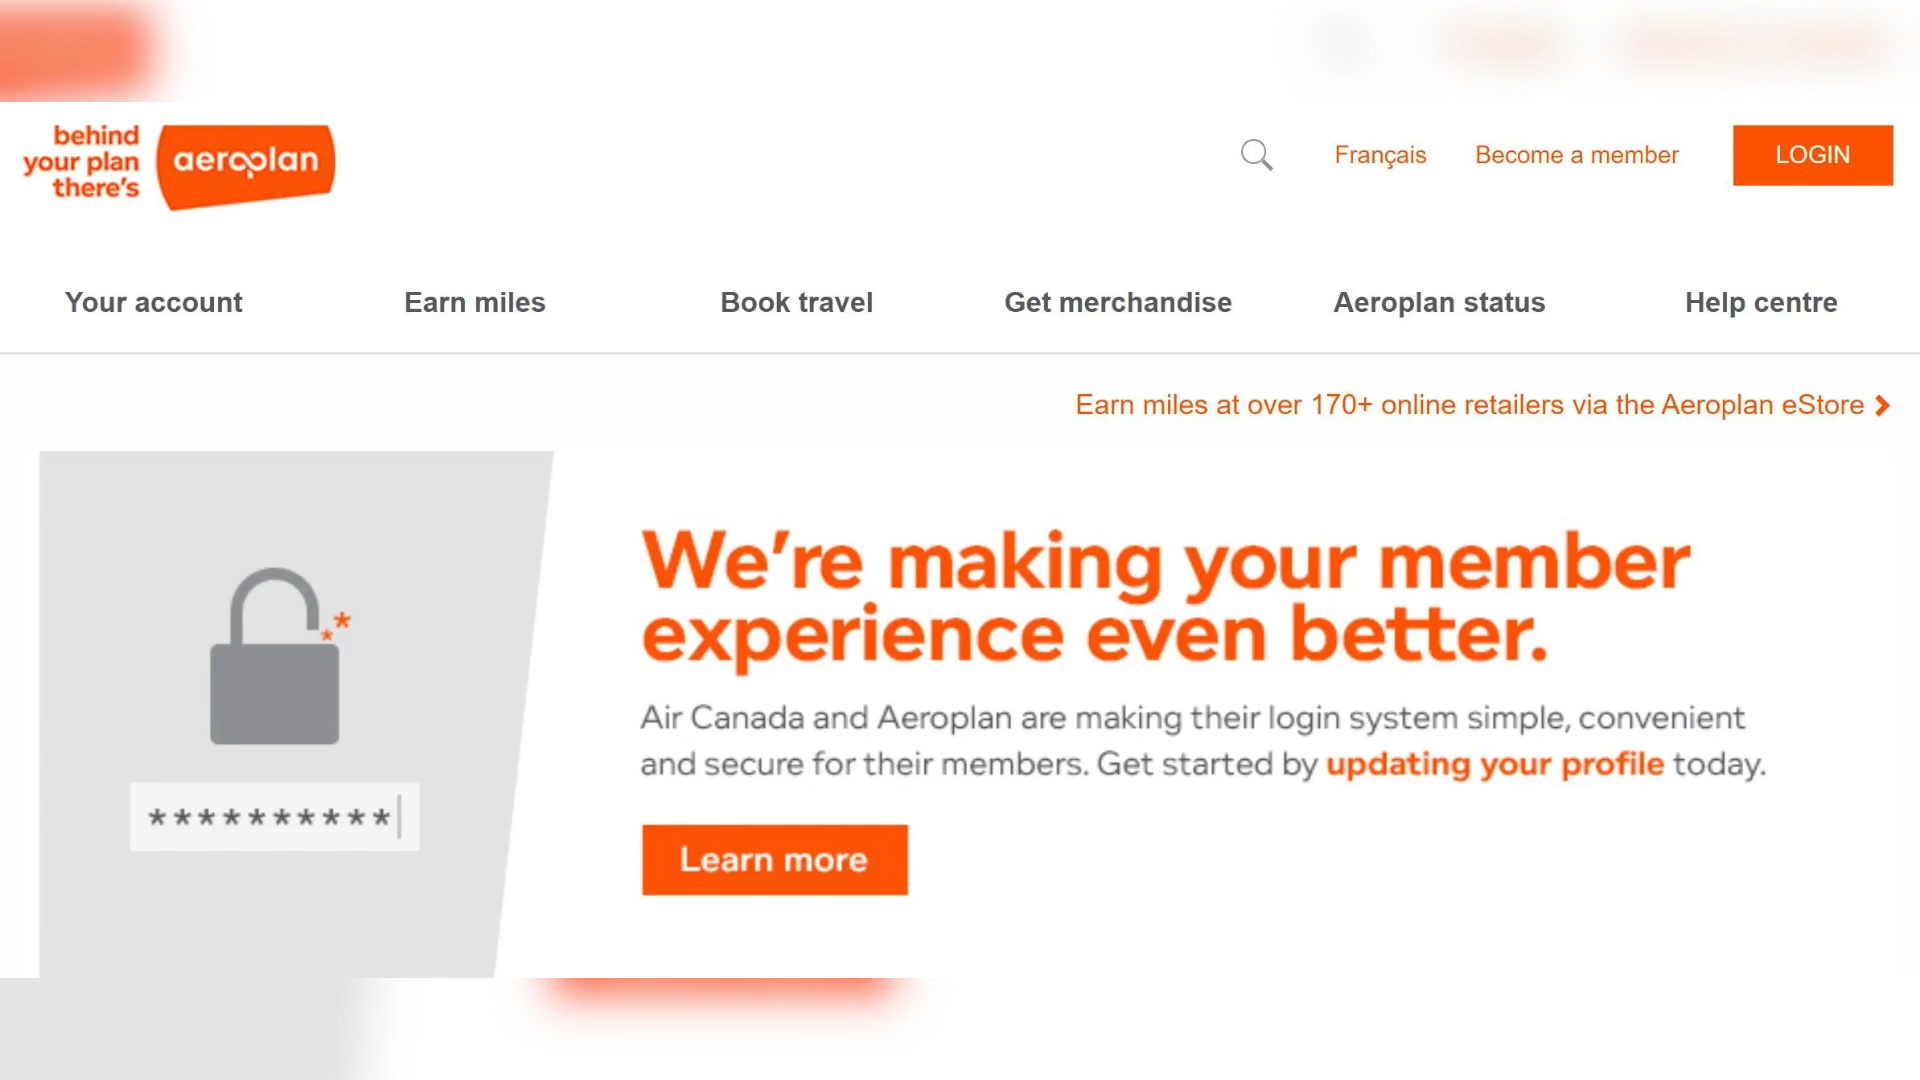 behind
your plan
there's
aeroplan
Français
Become a member
LOGIN
Your account
Earn miles
Book travel
Get merchandise
Aeroplan status
Help centre
Earn miles at over 170+ online retailers via the Aeroplan eStore
We're making your member
experience even better.
Air Canada and Aeroplan are making their login system simple, convenient
and secure for their members. Get started by updating your profile today.
**********
Learn more